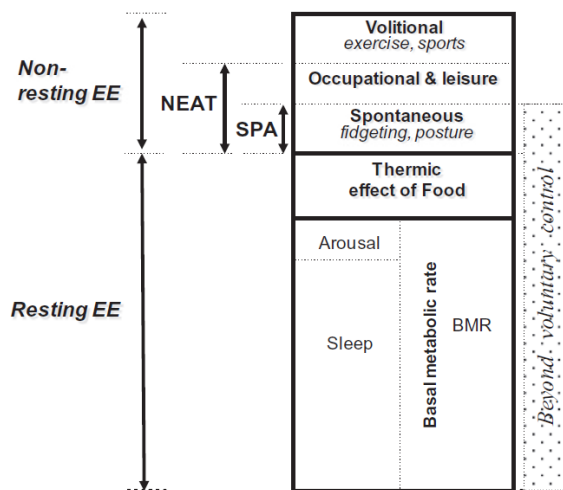 Non-
resting EE
NEAT
SPA
Volitional
exercise, sports
Occupational & leisure
Spontaneous
fidgeting, posture
Thermic
effect of Food
Resting EE
Arousal
Sleep
Basal metabolic rate
BMR
Beyond voluntary control